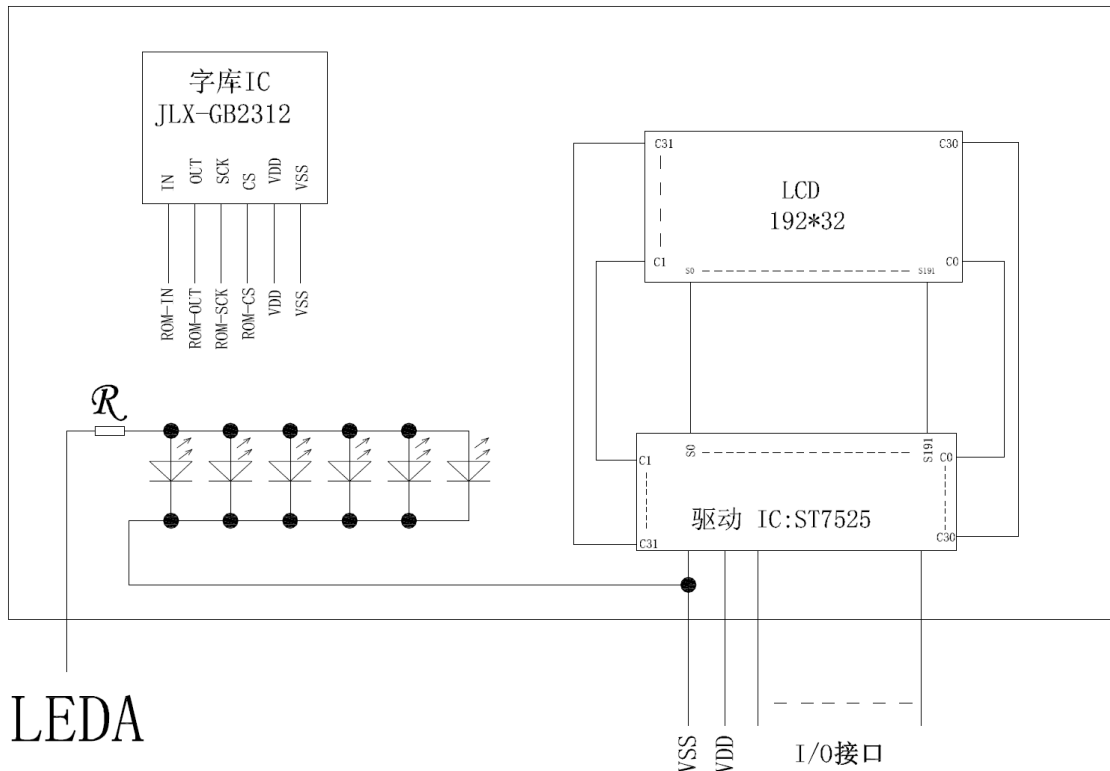 字库IC
JLX-GB2312
IN
OUT
SCK
CS
VDD
VSS
ROM-IN
ROM-OUT
ROM-SCK
ROM-CS
VDD
VSS
C31
C30
LCD
192*32
C1
C0
S0
S191
R
S0
S191
C1
C0
驱动 IC:ST7525
C31
C30
LEDA
VSS
VDD
I/O接口